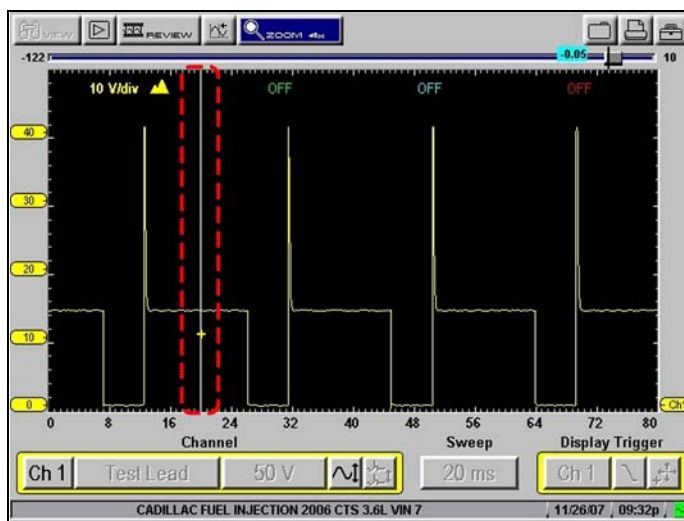 VIEW REVIEW ZOOM 4x
-122 -0.05 10
10 V/div OFF OFF OFF
40
30
20
10
0 Ch1
0 8 16 24 32 40 48 56 64 72 80
Channel Sweep Display Trigger
Ch 1 Test Lead 50 V 20 ms Ch 1
CADILLAC FUEL INJECTION 2006 CTS 3.6L VIN 7 11/26/07 09:32p